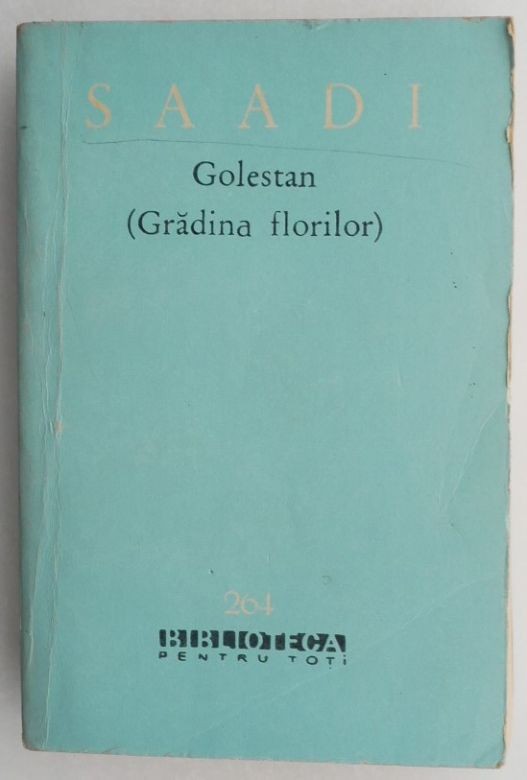 SAADI
Golestan
(Grădina florilor)
264
BIBLIOTECA
PENTRU TOȚI